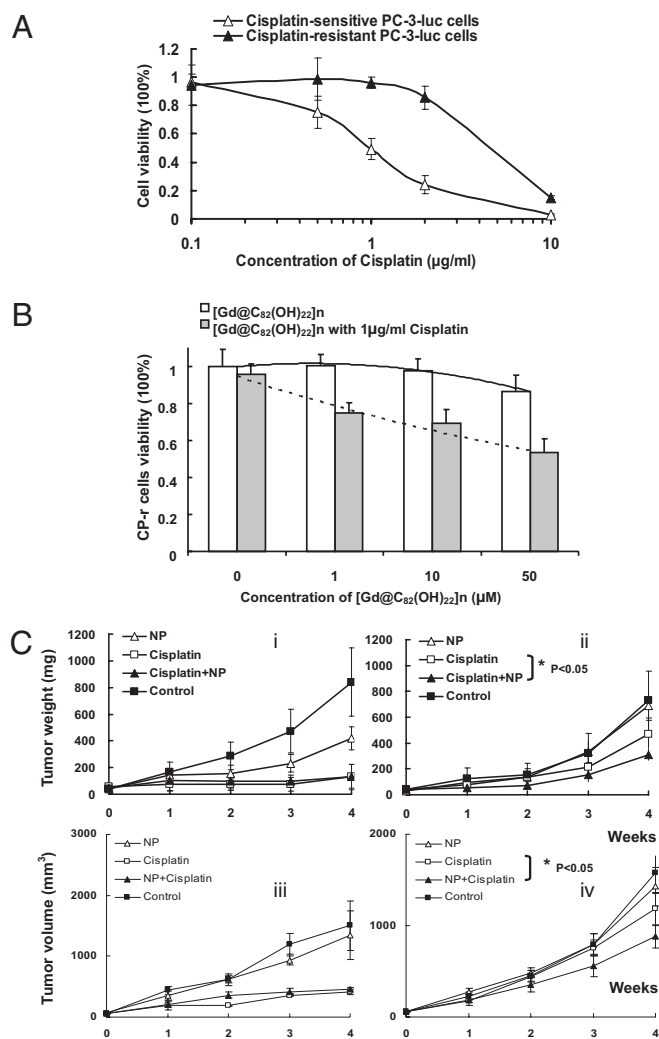 A
Cisplatin-sensitive PC-3-luc cells
Cisplatin-resistant PC-3-luc cells
Cell viability (100%)
1.2
1
0.8
0.6
0.4
0.2
0
0.1 1 10
Concentration of Cisplatin (µg/ml)
B
[Gd@C82(OH)22]n
[Gd@C82(OH)22]n with 1µg/ml Cisplatin
CP-r cells viability (100%)
1
0.8
0.6
0.4
0.2
0
0 1 10 50
Concentration of [Gd@C82(OH)22]n (µM)
C
i
NP
Cisplatin
Cisplatin+NP
Control
Tumor weight (mg)
1200
1000
800
600
400
200
0
0 1 2 3 4
ii
NP
Cisplatin
Cisplatin+NP
Control
* P<0.05
1200
1000
800
600
400
200
0
0 1 2 3 4
Weeks
iii
NP
Cisplatin
NP+Cisplatin
Control
Tumor volume (mm3)
3000
2000
1000
0
0 1 2 3 4
iv
NP
Cisplatin
NP+Cisplatin
Control
* P<0.05
2000
1000
0
Weeks
0 1 2 3 4